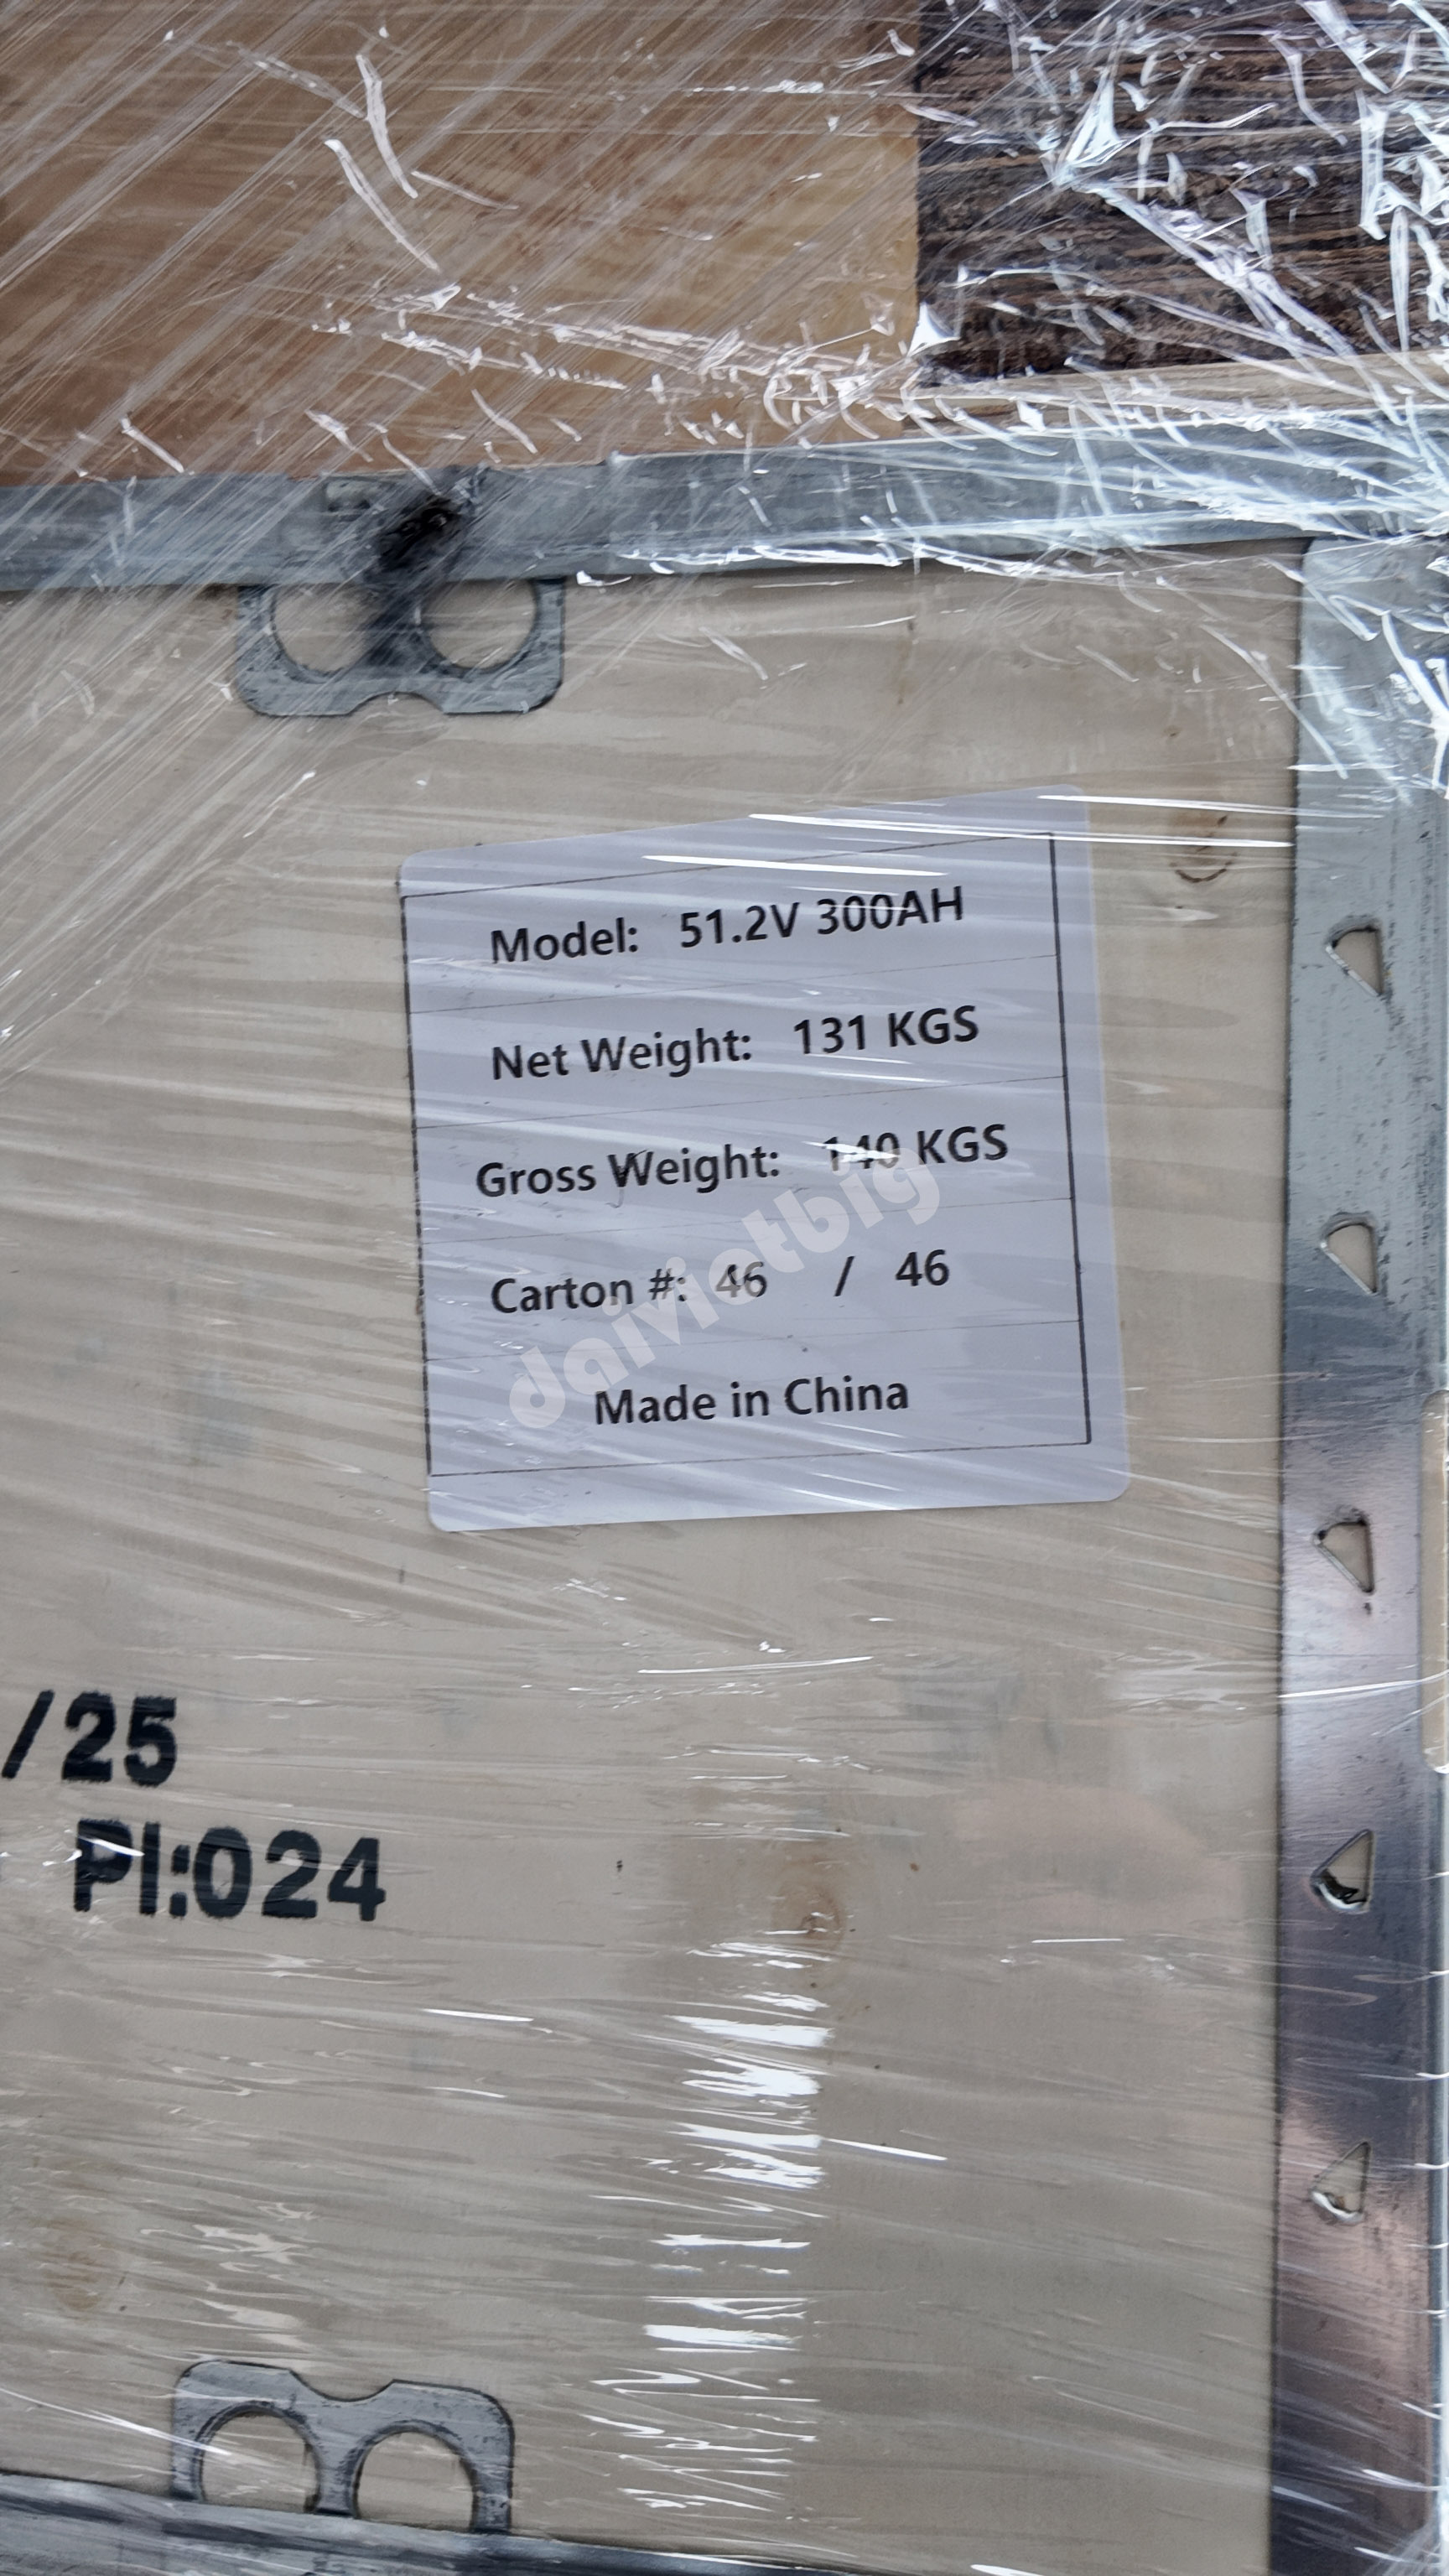 Model: 51.2V 300AH
Net Weight: 131 KGS
Gross Weight: 140 KGS
Carton #: 46 / 46
Made in China
daivietbig
/25
PI:024